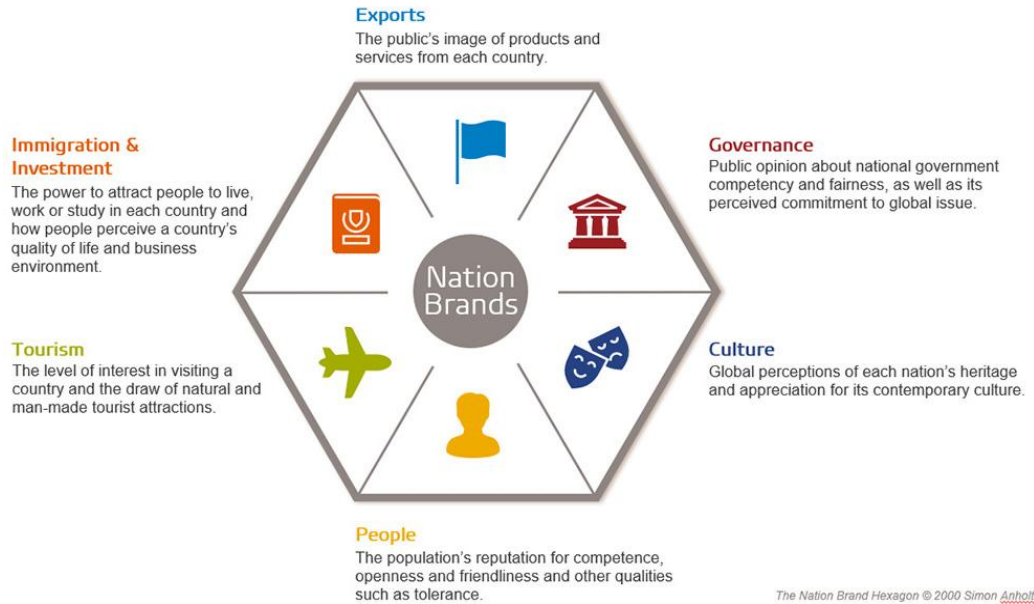 Exports
The public's image of products and
services from each country.
Immigration &
Investment
The power to attract people to live,
work or study in each country and
how people perceive a country's
quality of life and business
environment.
Governance
Public opinion about national government
competency and fairness, as well as its
perceived commitment to global issue.
Nation
Brands
Tourism
The level of interest in visiting a
country and the draw of natural and
man-made tourist attractions.
Culture
Global perceptions of each nation's heritage
and appreciation for its contemporary culture.
People
The population's reputation for competence,
openness and friendliness and other qualities
such as tolerance.
The Nation Brand Hexagon © 2000 Simon Anholt